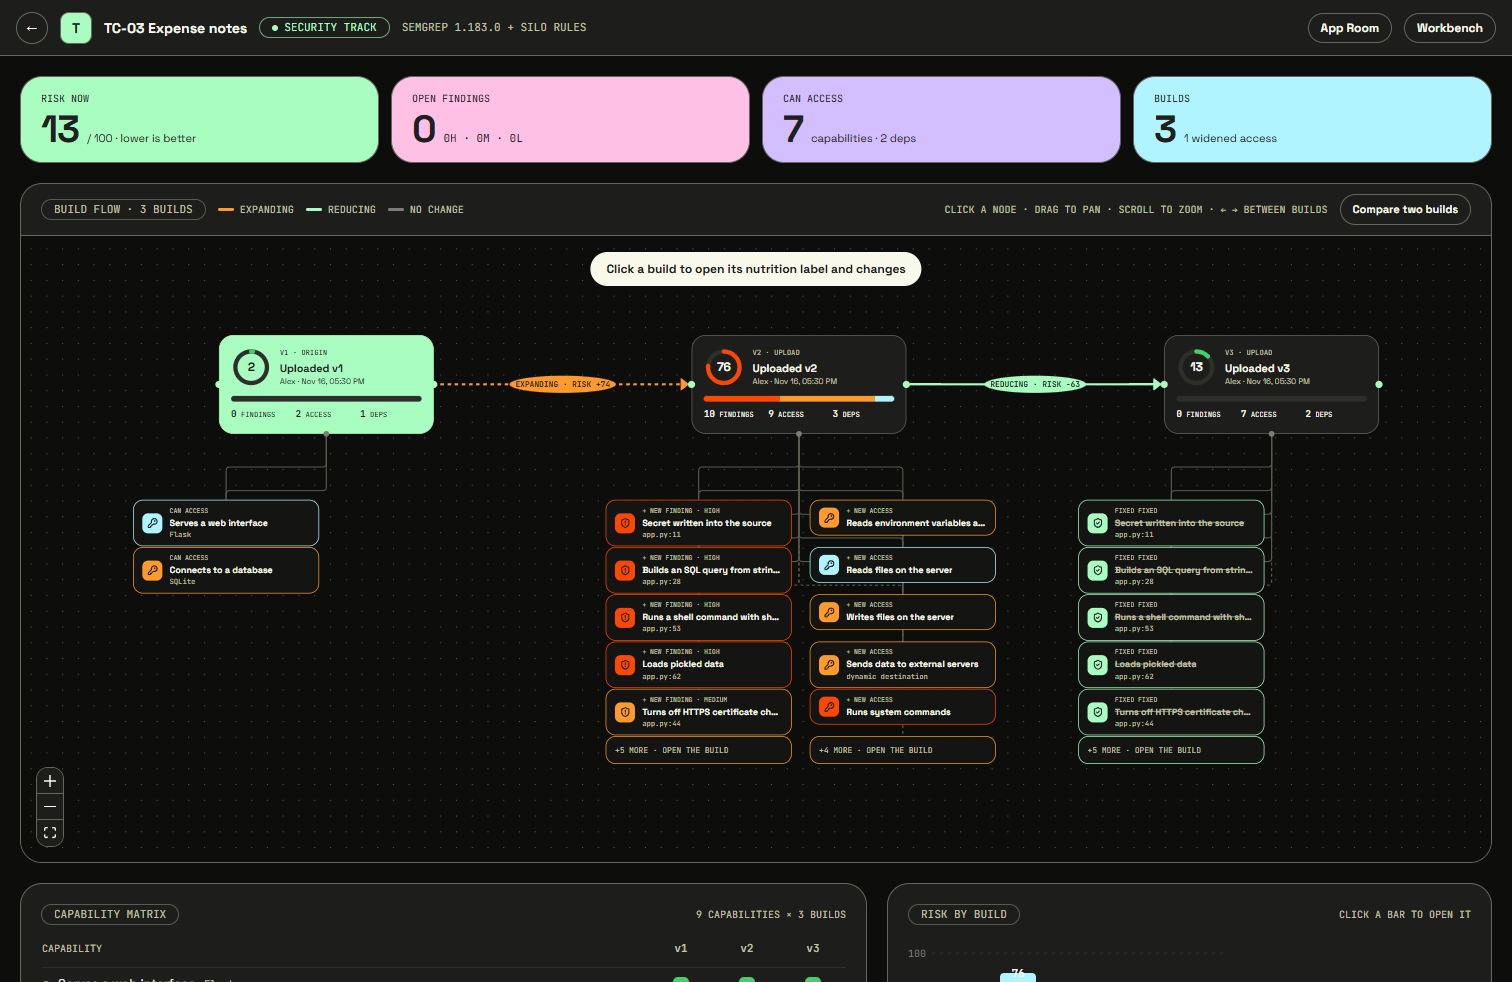 ←
T
TC-03 Expense notes
SECURITY TRACK
SEMGREP 1.183.0 + SILO RULES
App Room
Workbench
RISK NOW
13 / 100 · lower is better
OPEN FINDINGS
0 0H · 0M · 0L
CAN ACCESS
7 capabilities · 2 deps
BUILDS
3 1 widened access
BUILD FLOW · 3 BUILDS
EXPANDING
REDUCING
NO CHANGE
CLICK A NODE · DRAG TO PAN · SCROLL TO ZOOM · ← → BETWEEN BUILDS
Compare two builds
Click a build to open its nutrition label and changes
2
V1 · ORIGIN
Uploaded v1
Alex · Nov 16, 05:30 PM
0 FINDINGS 2 ACCESS 1 DEPS
EXPANDING · RISK +74
76
V2 · UPLOAD
Uploaded v2
Alex · Nov 16, 05:30 PM
10 FINDINGS 9 ACCESS 3 DEPS
REDUCING · RISK -63
13
V3 · UPLOAD
Uploaded v3
Alex · Nov 16, 05:30 PM
0 FINDINGS 7 ACCESS 2 DEPS
CAN ACCESS
Serves a web interface
Flask
CAN ACCESS
Connects to a database
SQLite
+ NEW FINDING · HIGH
Secret written into the source
app.py:11
+ NEW FINDING · HIGH
Builds an SQL query from strin...
app.py:28
+ NEW FINDING · HIGH
Runs a shell command with sh...
app.py:53
+ NEW FINDING · HIGH
Loads pickled data
app.py:62
+ NEW FINDING · MEDIUM
Turns off HTTPS certificate ch...
app.py:44
+5 MORE · OPEN THE BUILD
+ NEW ACCESS
Reads environment variables a...
+ NEW ACCESS
Reads files on the server
+ NEW ACCESS
Writes files on the server
+ NEW ACCESS
Sends data to external servers
dynamic destination
+ NEW ACCESS
Runs system commands
+4 MORE · OPEN THE BUILD
FIXED FIXED
Secret written into the source
app.py:11
FIXED FIXED
Builds an SQL query from strin...
app.py:28
FIXED FIXED
Runs a shell command with sh...
app.py:53
FIXED FIXED
Loads pickled data
app.py:62
FIXED FIXED
Turns off HTTPS certificate ch...
app.py:44
+5 MORE · OPEN THE BUILD
CAPABILITY MATRIX
9 CAPABILITIES × 3 BUILDS
CAPABILITY v1 v2 v3
RISK BY BUILD
CLICK A BAR TO OPEN IT
100
76